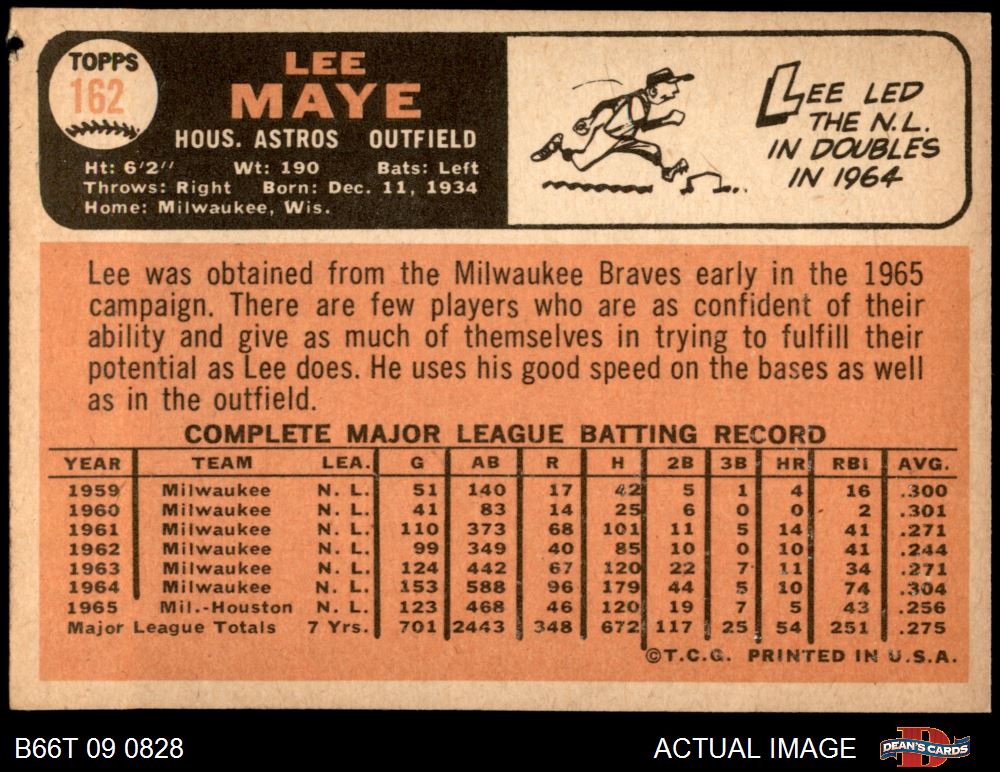 TOPPS
162
LEE
MAYE
HOUS. ASTROS OUTFIELD
Ht: 6'2" Wt: 190 Bats: Left
Throws: Right Born: Dec. 11, 1934
Home: Milwaukee, Wis.
LEE LED
THE N.L.
IN DOUBLES
IN 1964
Lee was obtained from the Milwaukee Braves early in the 1965
campaign. There are few players who are as confident of their
ability and give as much of themselves in trying to fulfill their
potential as Lee does. He uses his good speed on the bases as well
as in the outfield.
COMPLETE MAJOR LEAGUE BATTING RECORD
YEAR TEAM LEA. G AB R H 2B 3B HR RBI AVG.
1959 Milwaukee N. L. 51 140 17 42 5 1 4 16 .300
1960 Milwaukee N. L. 41 83 14 25 6 0 0 2 .301
1961 Milwaukee N. L. 110 373 68 101 11 5 14 41 .271
1962 Milwaukee N. L. 99 349 40 85 10 0 10 41 .244
1963 Milwaukee N. L. 124 442 67 120 22 7 11 34 .271
1964 Milwaukee N. L. 153 588 96 179 44 5 10 74 .304
1965 Mil.-Houston N. L. 123 468 46 120 19 7 5 43 .256
Major League Totals 7 Yrs. 701 2443 348 672 117 25 54 251 .275
©T.C.G. PRINTED IN U.S.A.
B66T 09 0828 ACTUAL IMAGE DEAN'S CARDS